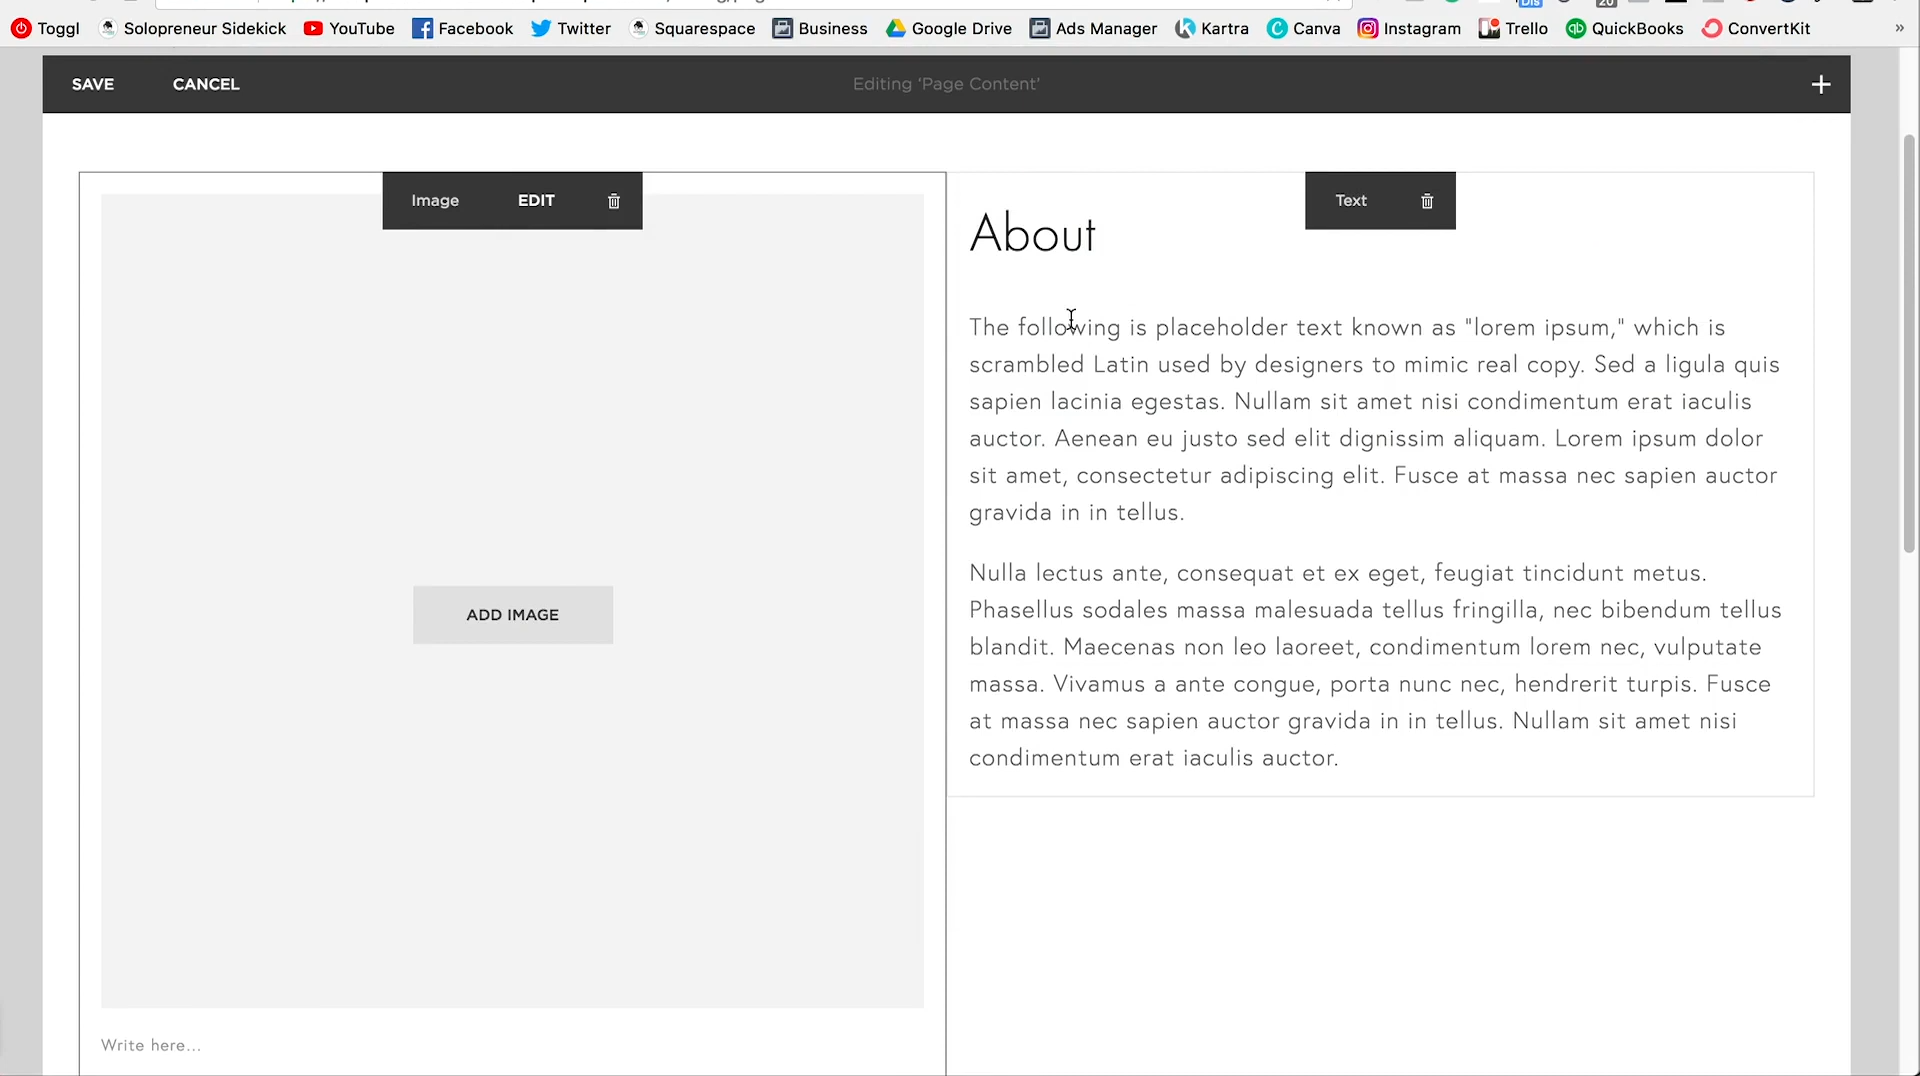 Toggl Solopreneur Sidekick YouTube Facebook Twitter Squarespace Business Google Drive Ads Manager Kartra Canva Instagram Trello QuickBooks ConvertKit »
SAVE CANCEL Editing ‘Page Content’ +
Image EDIT
Text
About
The following is placeholder text known as "lorem ipsum," which is
scrambled Latin used by designers to mimic real copy. Sed a ligula quis
sapien lacinia egestas. Nullam sit amet nisi condimentum erat iaculis
auctor. Aenean eu justo sed elit dignissim aliquam. Lorem ipsum dolor
sit amet, consectetur adipiscing elit. Fusce at massa nec sapien auctor
gravida in in tellus.
Nulla lectus ante, consequat et ex eget, feugiat tincidunt metus.
Phasellus sodales massa malesuada tellus fringilla, nec bibendum tellus
blandit. Maecenas non leo laoreet, condimentum lorem nec, vulputate
massa. Vivamus a ante congue, porta nunc nec, hendrerit turpis. Fusce
at massa nec sapien auctor gravida in in tellus. Nullam sit amet nisi
condimentum erat iaculis auctor.
ADD IMAGE
Write here...